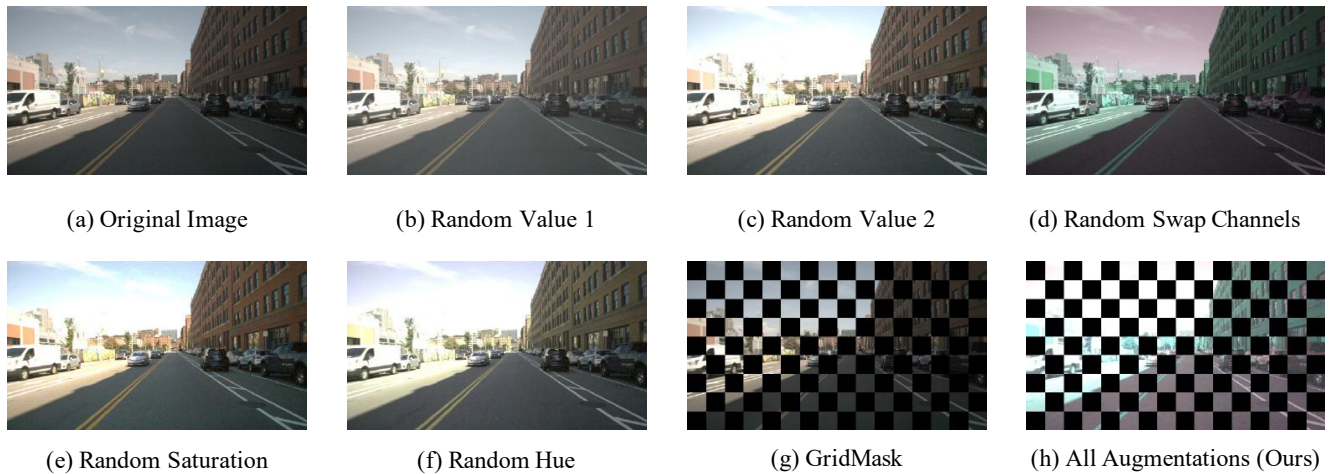 (a) Original Image
(b) Random Value 1
(c) Random Value 2
(d) Random Swap Channels
(e) Random Saturation
(f) Random Hue
(g) GridMask
(h) All Augmentations (Ours)